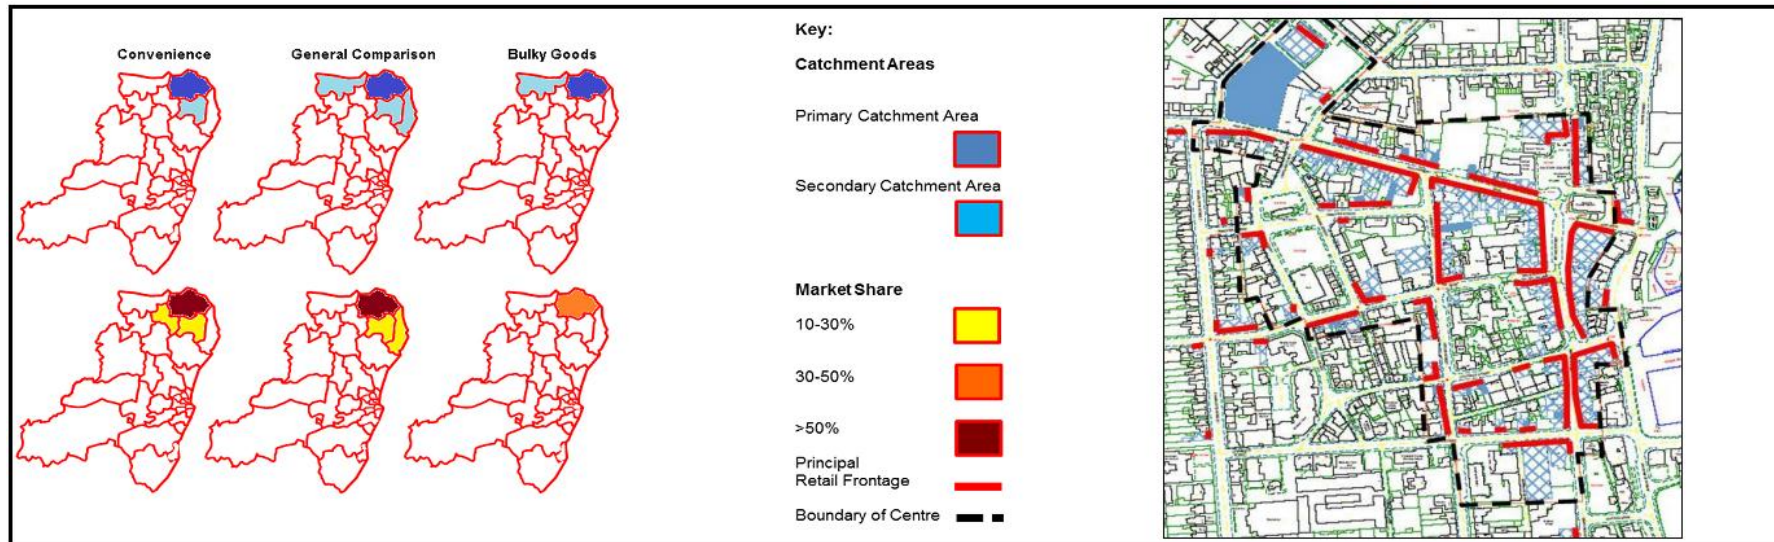 Convenience
General Comparison
Bulky Goods
Key:
Catchment Areas
Primary Catchment Area
Secondary Catchment Area
Market Share
10-30%
30-50%
>50%
Principal
Retail Frontage
Boundary of Centre